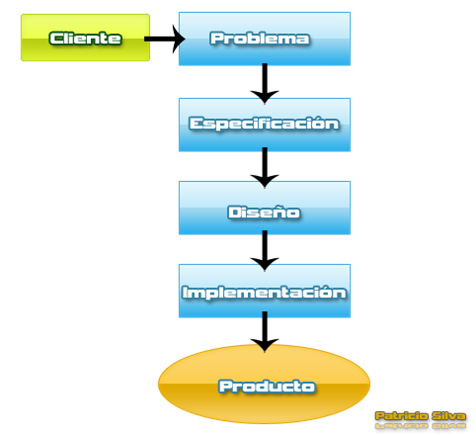 Cliente
Problema
Especificación
Diseño
Implementación
Producto
Patricio Silva